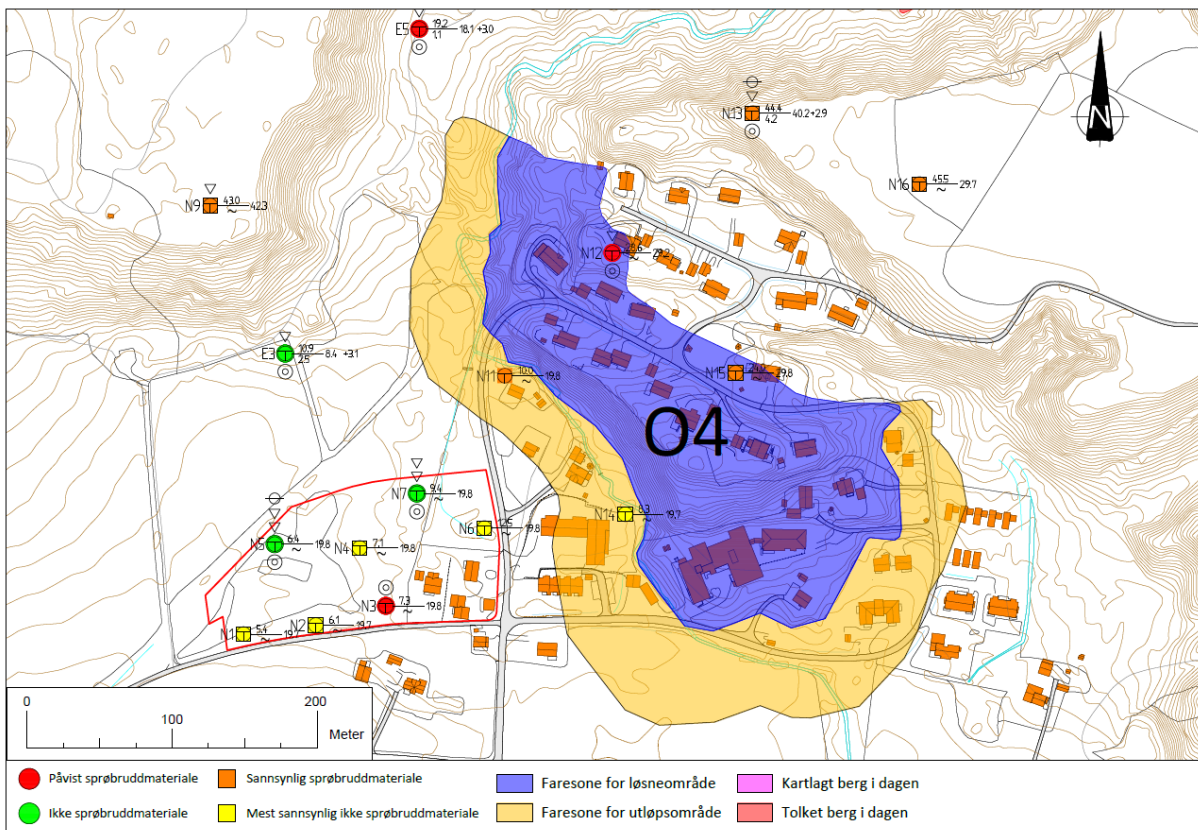 E5 19.2 18.1 +3.0
1.1
N13 44.4 40.2+2.9
4.2
N
N16 45.5 29.7
~
N9 43.0 42.3
~
N12 29.2
~
E3 10.9 8.4 +3.1
2.5
N11 10.0 19.8
~
N15 29.8
~
O4
N7 9.4 19.8
~
N14 8.3 19.7
~
N6 19.8
~
N5 6.4 19.8
~
N4 7.1 19.8
~
N3 7.3 19.8
~
N2 6.1 19.7
~
N1 5.4
~
0 200
100 Meter
Påvist sprøbruddmateriale Sannsynlig sprøbruddmateriale Faresone for løsneområde Kartlagt berg i dagen
Ikke sprøbruddmateriale Mest sannsynlig ikke sprøbruddmateriale Faresone for utløpsområde Tolket berg i dagen